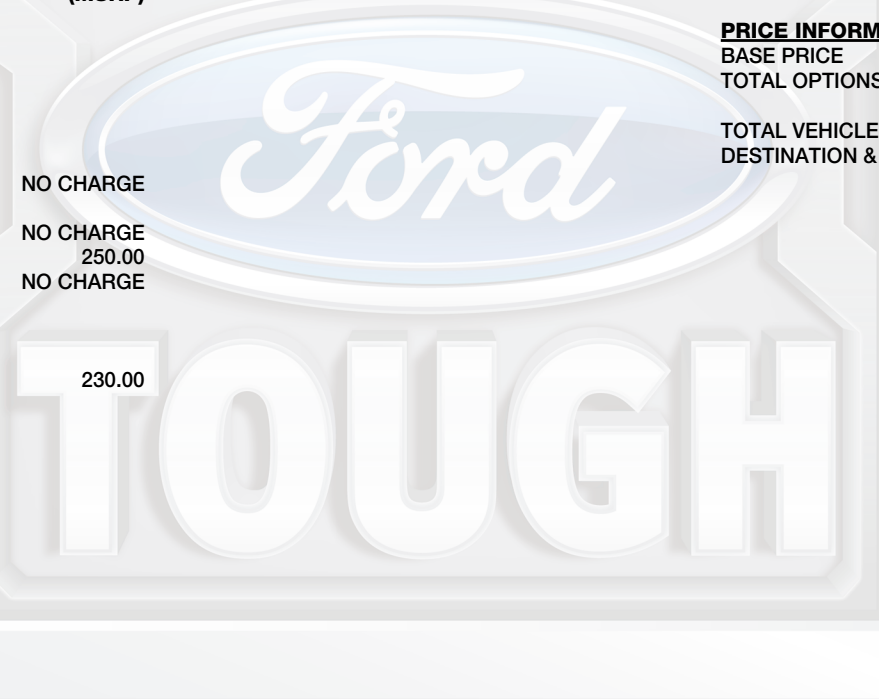 PRICE INFORM
BASE PRICE
TOTAL OPTIONS
TOTAL VEHICLE
DESTINATION &
NO CHARGE
NO CHARGE
250.00
NO CHARGE
230.00
Ford
TOUGH